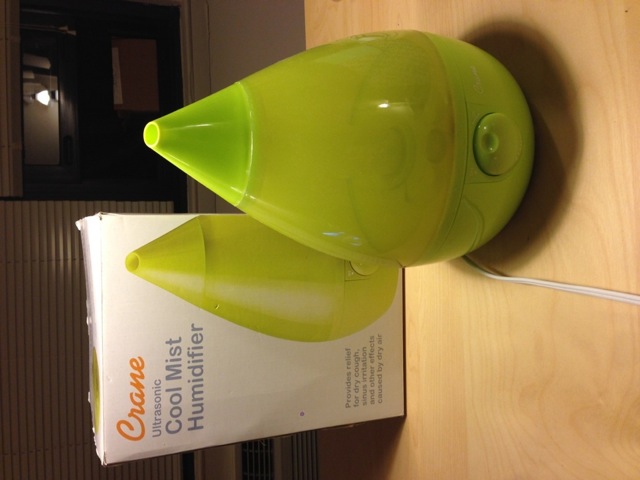 Crane
Ultrasonic
Cool Mist
Humidifier
Provides relief
for dry cough,
sinus irritation
and other effects
caused by dry air
Crane